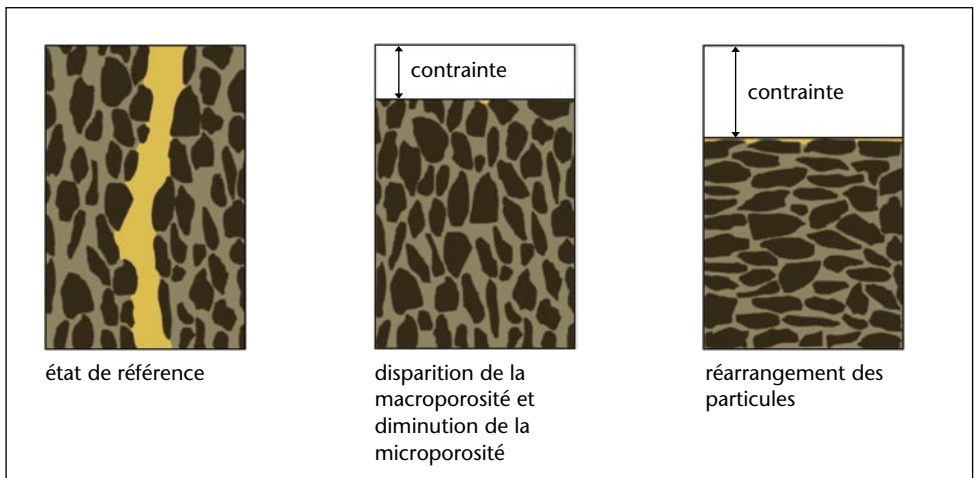 contrainte
contrainte
état de référence
disparition de la
macroporosité et
diminution de la
microporosité
réarrangement des
particules